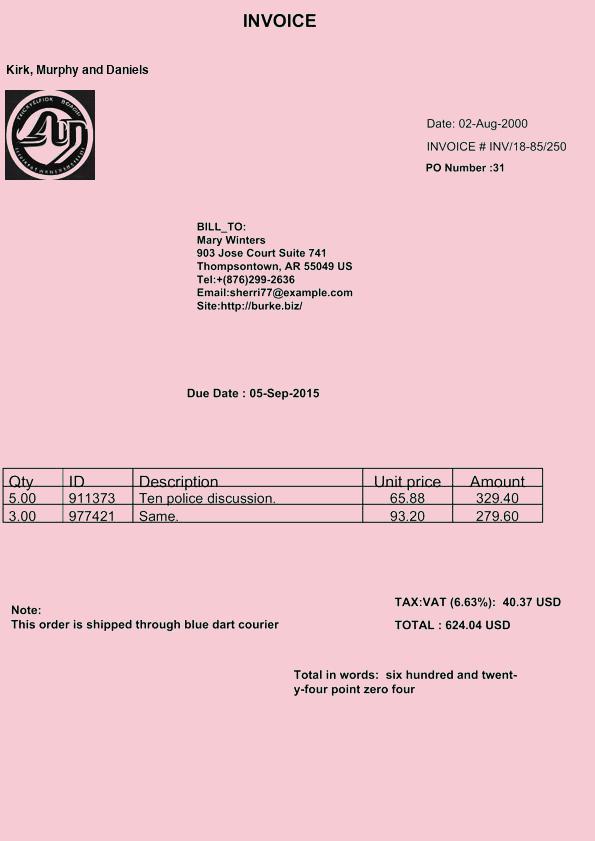 INVOICE
Kirk, Murphy and Daniels
Date: 02-Aug-2000
INVOICE # INV/18-85/250
PO Number :31
BILL_TO:
Mary Winters
903 Jose Court Suite 741
Thompsontown, AR 55049 US
Tel:+(876)299-2636
Email:sherri77@example.com
Site:http://burke.biz/
Due Date : 05-Sep-2015
Qty ID Description Unit price Amount
5.00 911373 Ten police discussion. 65.88 329.40
3.00 977421 Same. 93.20 279.60
TAX:VAT (6.63%): 40.37 USD
Note:
This order is shipped through blue dart courier
TOTAL : 624.04 USD
Total in words: six hundred and twent-
y-four point zero four